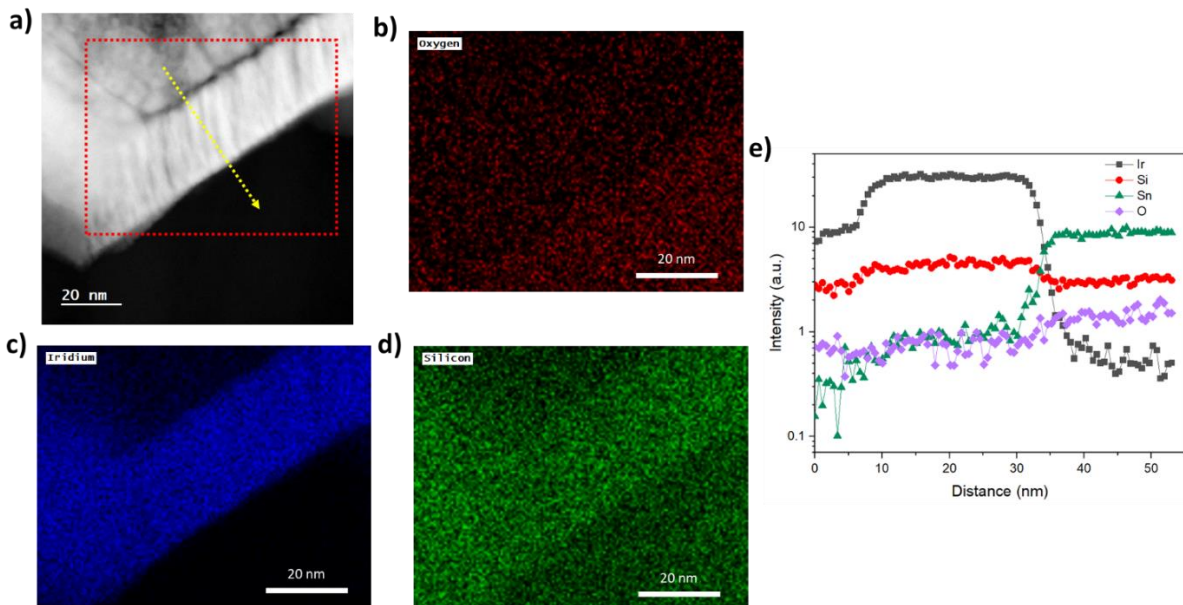 a)
20 nm
b)
Oxygen
20 nm
c)
Iridium
20 nm
d)
Silicon
20 nm
e)
Ir
Si
Sn
O
10
1
0.1
Intensity (a.u.)
0 10 20 30 40 50
Distance (nm)